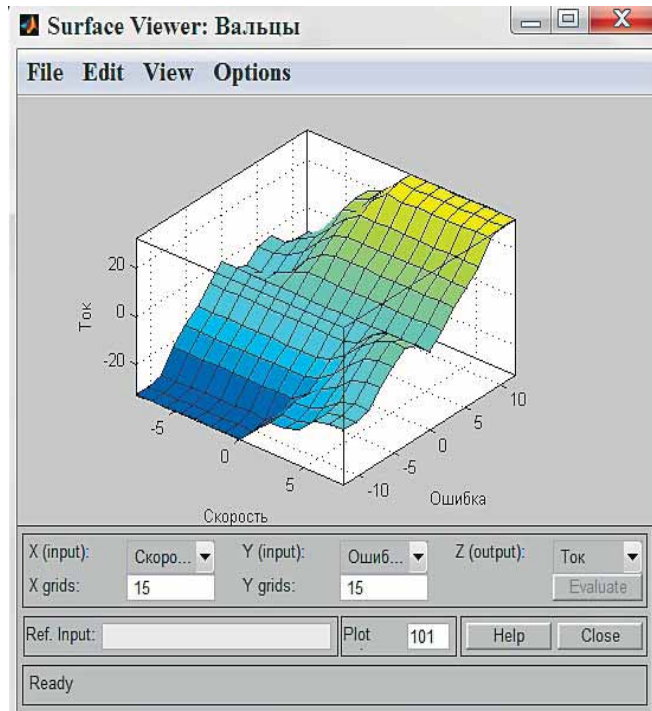 Surface Viewer: Вальцы
File Edit View Options
20
0
-20
Ток
-5
0
5
Скорость
-10
-5
0
5
10
Ошибка
X (input): Скоро... Y (input): Ошиб... Z (output): Ток
X grids: 15 Y grids: 15 Evaluate
Ref. Input: Plot 101 Help Close
Ready